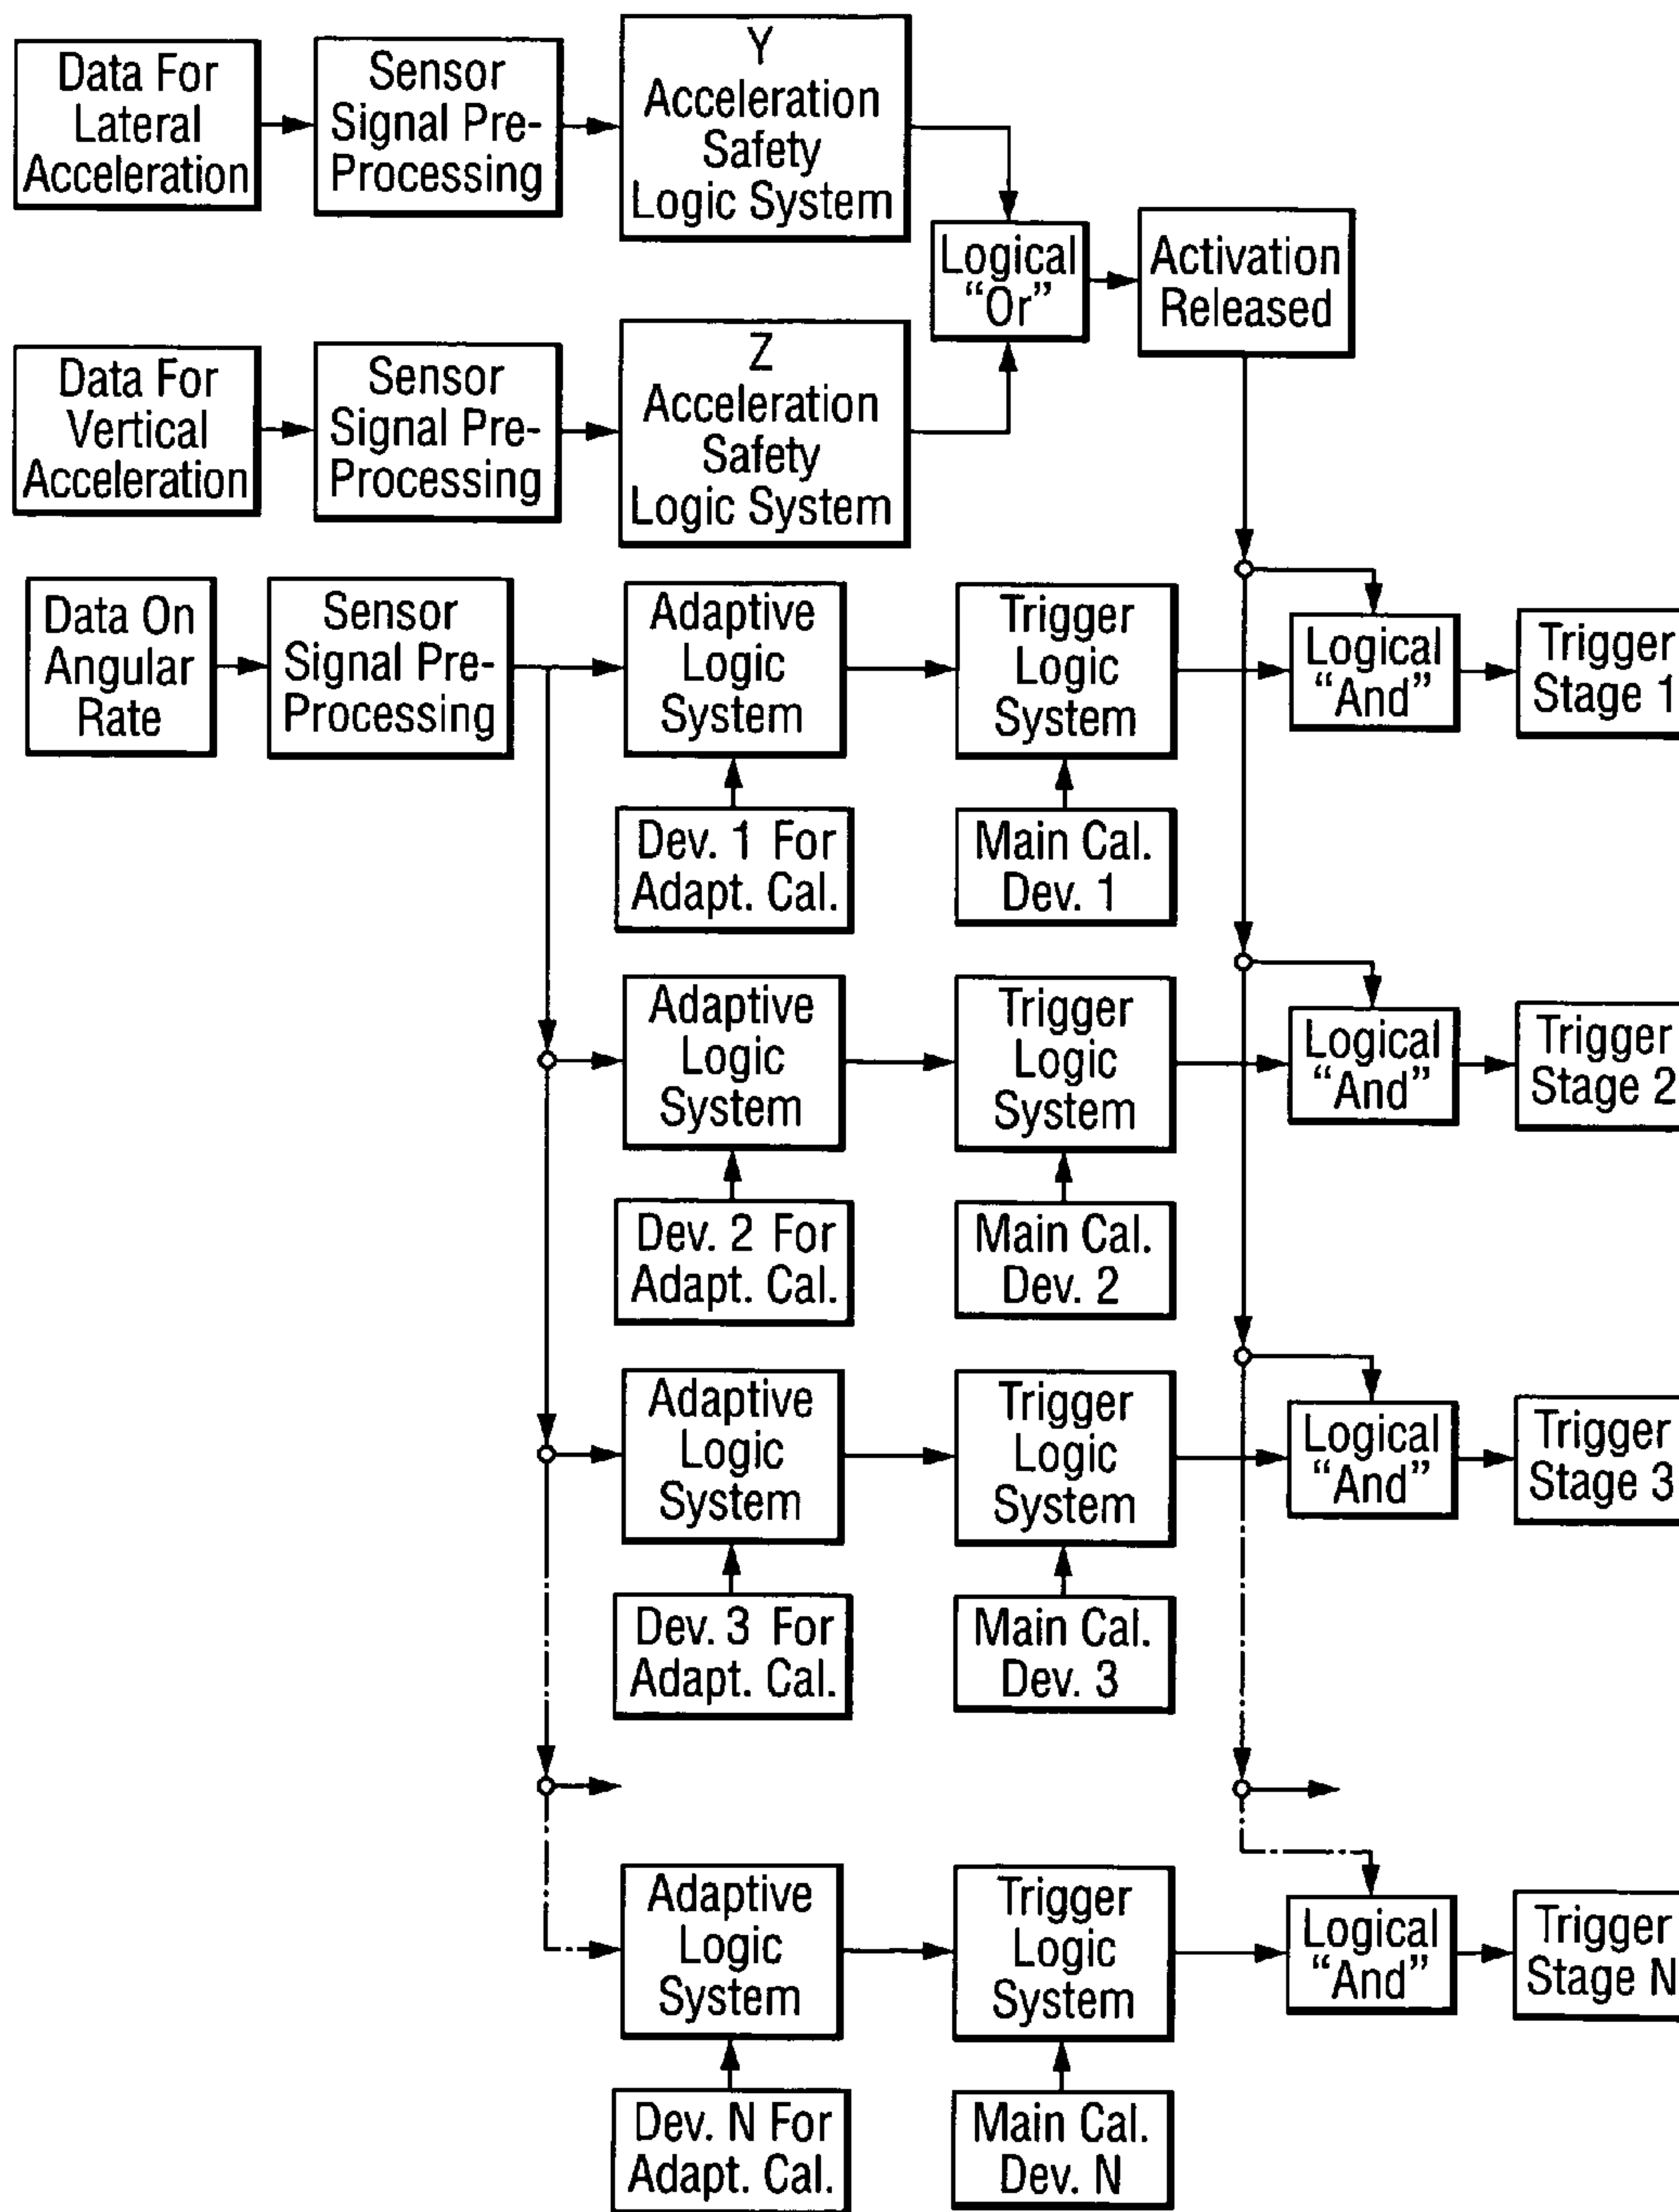 Data For
Lateral
Acceleration
Sensor
Signal Pre-
Processing
Y
Acceleration
Safety
Logic System
Logical
“Or”
Activation
Released
Data For
Vertical
Acceleration
Sensor
Signal Pre-
Processing
Z
Acceleration
Safety
Logic System
Data On
Angular
Rate
Sensor
Signal Pre-
Processing
Adaptive
Logic
System
Trigger
Logic
System
Logical
“And”
Trigger
Stage 1
Dev. 1 For
Adapt. Cal.
Main Cal.
Dev. 1
Adaptive
Logic
System
Trigger
Logic
System
Logical
“And”
Trigger
Stage 2
Dev. 2 For
Adapt. Cal.
Main Cal.
Dev. 2
Adaptive
Logic
System
Trigger
Logic
System
Logical
“And”
Trigger
Stage 3
Dev. 3 For
Adapt. Cal.
Main Cal.
Dev. 3
Adaptive
Logic
System
Trigger
Logic
System
Logical
“And”
Trigger
Stage N
Dev. N For
Adapt. Cal.
Main Cal.
Dev. N